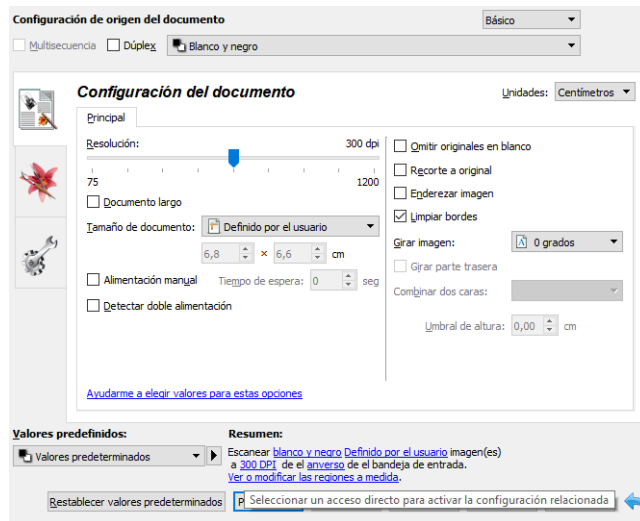 Configuración de origen del documento
Básico
Multisecuencia
Dúplex
Blanco y negro
Configuración del documento
Unidades:
Centímetros
Principal
Resolución:
300 dpi
75
1200
Documento largo
Tamaño de documento:
Definido por el usuario
6,8 × 6,6 cm
Alimentación manual
Tiempo de espera: 0 seg
Detectar doble alimentación
Ayudarme a elegir valores para estas opciones
Omitir originales en blanco
Recorte a original
Enderezar imagen
Limpiar bordes
Girar imagen:
0 grados
Girar parte trasera
Combinar dos caras:
Umbral de altura: 0,00 cm
Valores predefinidos:
Valores predeterminados
Resumen:
Escanear blanco y negro Definido por el usuario imagen(es)
a 300 DPI de el anverso de el bandeja de entrada.
Ver o modificar las regiones a medida.
Restablecer valores predeterminados
P
Seleccionar un acceso directo para activar la configuración relacionada